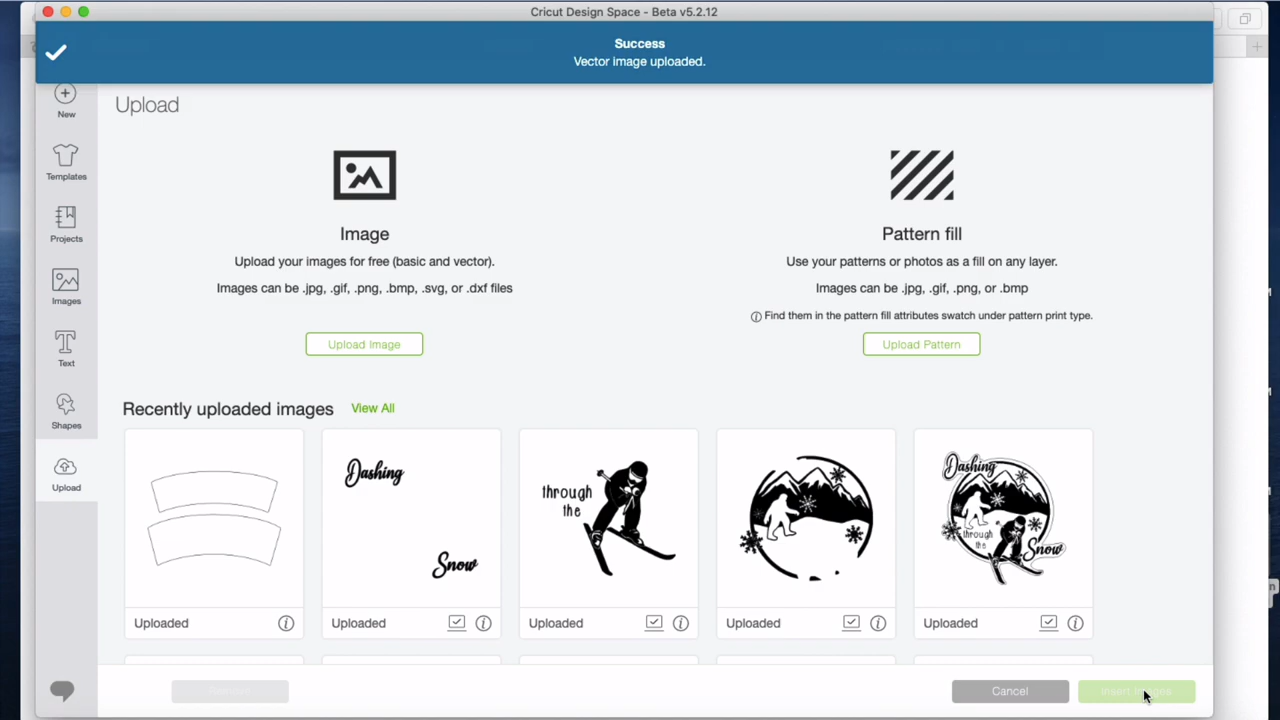 Cricut Design Space - Beta v5.2.12
Success
Vector image uploaded.
New
Templates
Projects
Images
Text
Shapes
Upload
Upload
Image
Upload your images for free (basic and vector).
Images can be .jpg, .gif, .png, .bmp, .svg, or .dxf files
Upload Image
Pattern fill
Use your patterns or photos as a fill on any layer.
Images can be .jpg, .gif, .png, or .bmp
Find them in the pattern fill attributes swatch under pattern print type.
Upload Pattern
Recently uploaded images View All
Dashing
Snow
through
the
Dashing
through
the
Snow
Uploaded
Uploaded
Uploaded
Uploaded
Uploaded
Cancel
Insert Images